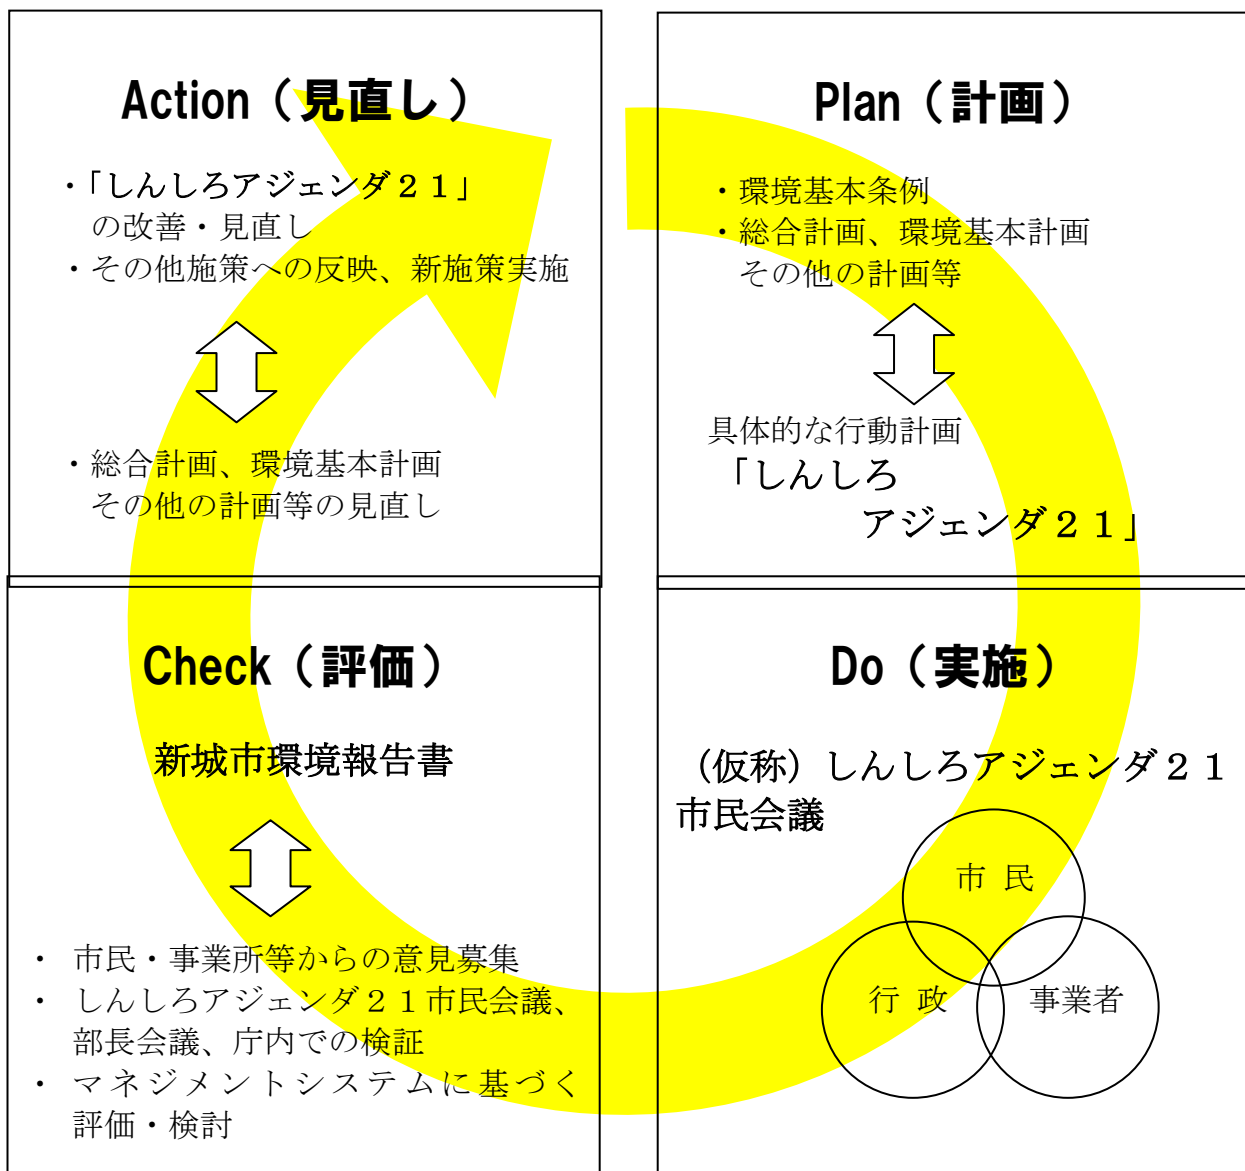 Action（見直し）
・「しんしろアジェンダ２１」
の改善・見直し
・その他施策への反映、新施策実施
・総合計画、環境基本計画
その他の計画等の見直し
Plan（計画）
・環境基本条例
・総合計画、環境基本計画
その他の計画等
具体的な行動計画
「しんしろ
アジェンダ２１」
Check（評価）
新城市環境報告書
・ 市民・事業所等からの意見募集
・ しんしろアジェンダ２１市民会議、
部長会議、庁内での検証
・ マネジメントシステムに基づく
評価・検討
Do（実施）
（仮称）しんしろアジェンダ２１
市民会議
市 民
行 政
事業者